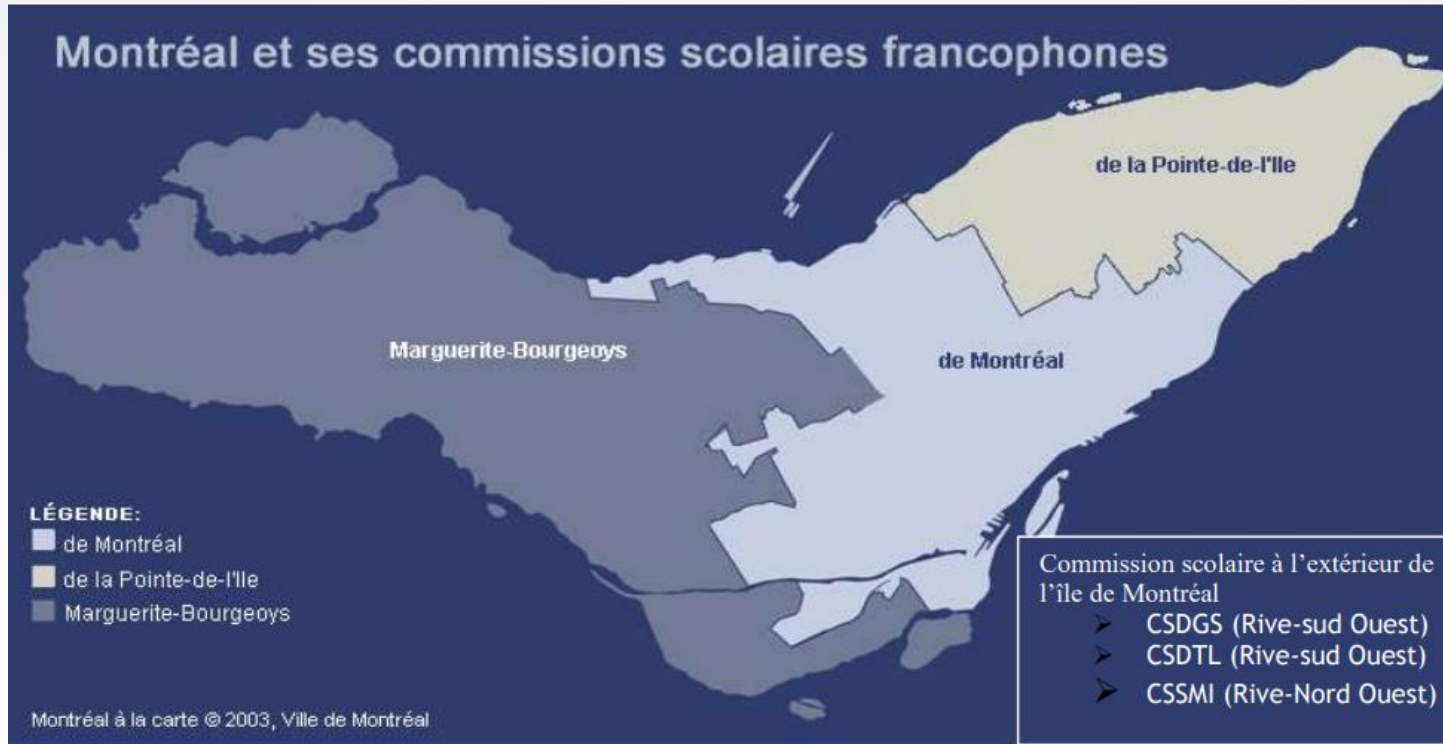 Montréal et ses commissions scolaires francophones
de la Pointe-de-l'Ile
Marguerite-Bourgeoys
de Montréal
LÉGENDE:
de Montréal
de la Pointe-de-l'Ile
Marguerite-Bourgeoys
Montréal à la carte © 2003, Ville de Montréal
Commission scolaire à l’extérieur de
l’île de Montréal
➢ CSDGS (Rive-sud Ouest)
➢ CSDTL (Rive-sud Ouest)
➢ CSSMI (Rive-Nord Ouest)